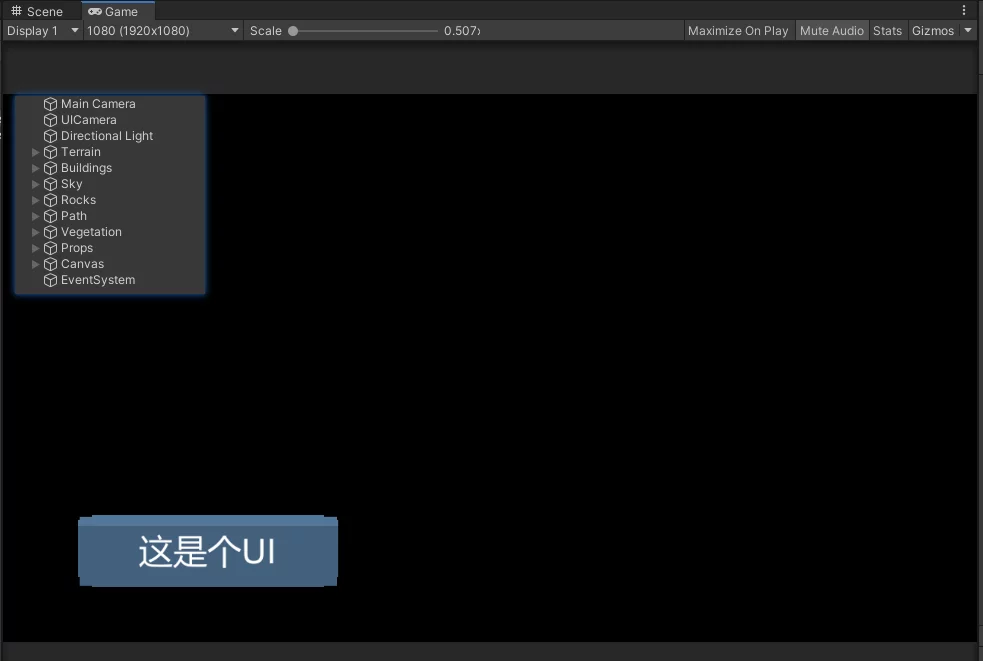 Scene Game
Display 1 1080 (1920x1080) Scale 0.507x Maximize On Play Mute Audio Stats Gizmos
Main Camera
UICamera
Directional Light
Terrain
Buildings
Sky
Rocks
Path
Vegetation
Props
Canvas
EventSystem
这是个UI